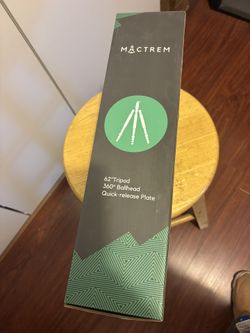 MACTREM
62"Tripod
360° Ballhead
Quick-release Plate